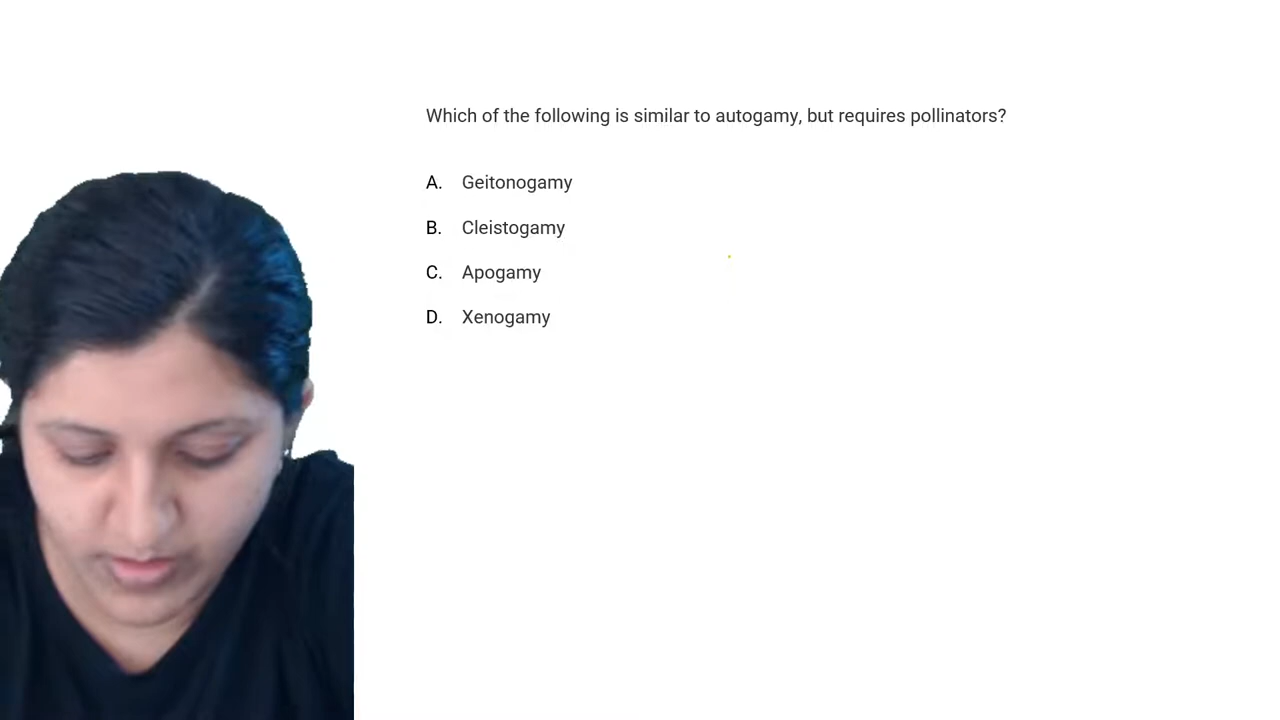 Which of the following is similar to autogamy, but requires pollinators?
A. Geitonogamy
B. Cleistogamy
C. Apogamy
D. Xenogamy